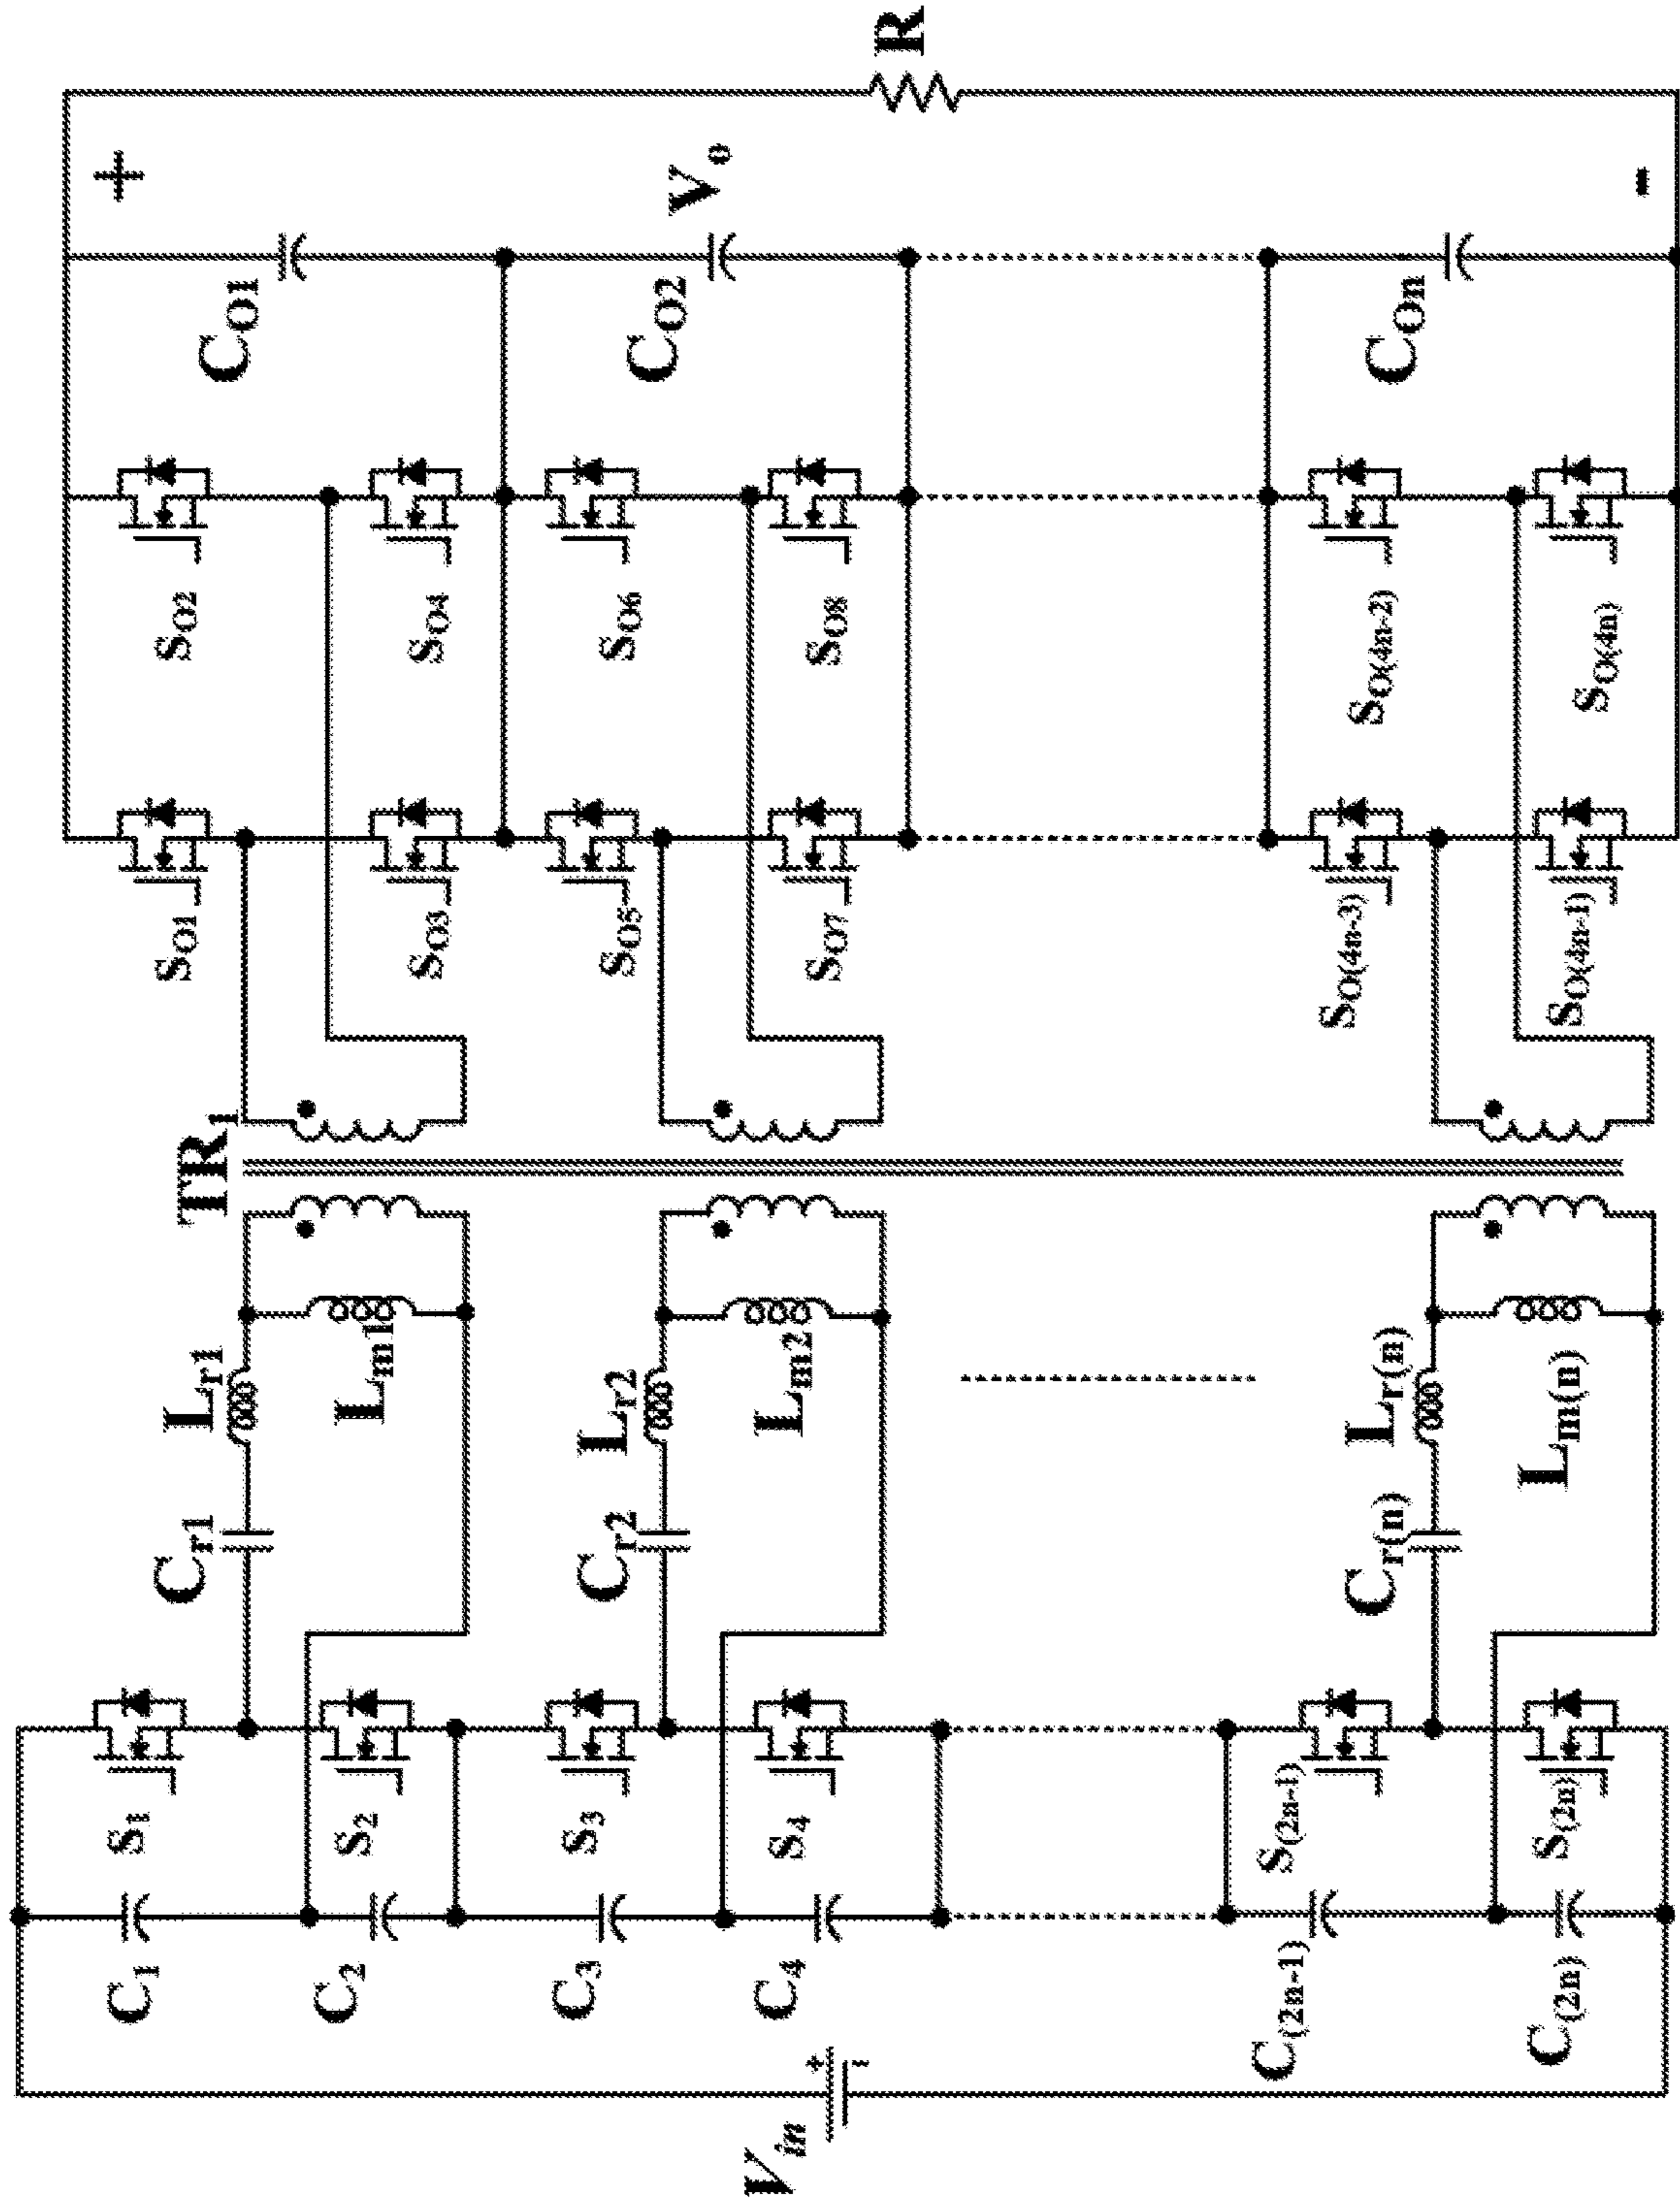 Vin
+
-
C1
C2
C3
C4
C(2n-1)
C(2n)
S1
S2
S3
S4
S(2n-1)
S(2n)
Cr1
Lr1
Lm1
Cr2
Lr2
Lm2
Cr(n)
Lr(n)
Lm(n)
TR1
SO1
SO2
SO3
SO4
SO5
SO6
SO7
SO8
SO(4n-3)
SO(4n-2)
SO(4n-1)
SO(4n)
CO1
CO2
COn
+
Vo
-
R